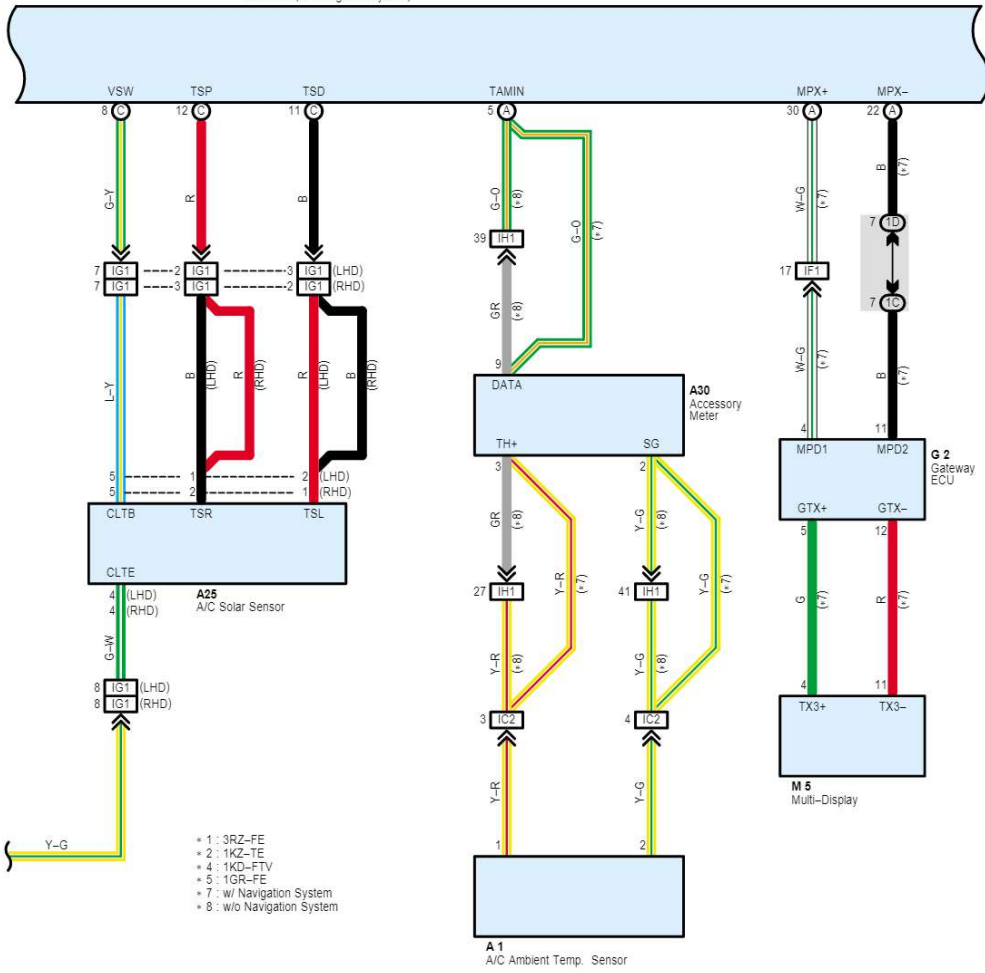 VSW TSP TSD TAMIN MPX+ MPX–
8 C 12 C 11 C 5 A 30 A 22 A
G–Y R B G–O (∗8) G–O (∗7) W–G (∗7) B (∗7)
7 1D
39 IH1
7 IG1 2 IG1 3 IG1 (LHD)
7 IG1 3 IG1 2 IG1 (RHD)
17 IF1
7 1C
GR (∗8)
L–Y B (LHD) R (RHD) R (LHD) B (RHD)
W–G (∗7) B (∗7)
9
DATA
A30
Accessory
Meter
TH+ SG
3 2
4 11
MPD1 MPD2
G 2
Gateway
ECU
GTX+ GTX–
5 12
5 1 2 (LHD)
5 2 1 (RHD)
CLTB TSR TSL
CLTE
A25
A/C Solar Sensor
4 (LHD)
4 (RHD)
G–W
8 IG1 (LHD)
8 IG1 (RHD)
GR (∗8) Y–R (∗7) Y–G (∗8) Y–G (∗7)
27 IH1 41 IH1
Y–R (∗8) Y–G (∗8)
3 IC2 4 IC2
Y–R Y–G
G (∗7) R (∗7)
4 11
TX3+ TX3–
M 5
Multi–Display
Y–G
∗ 1 : 3RZ–FE
∗ 2 : 1KZ–TE
∗ 4 : 1KD–FTV
∗ 5 : 1GR–FE
∗ 7 : w/ Navigation System
∗ 8 : w/o Navigation System
1 2
A 1
A/C Ambient Temp. Sensor